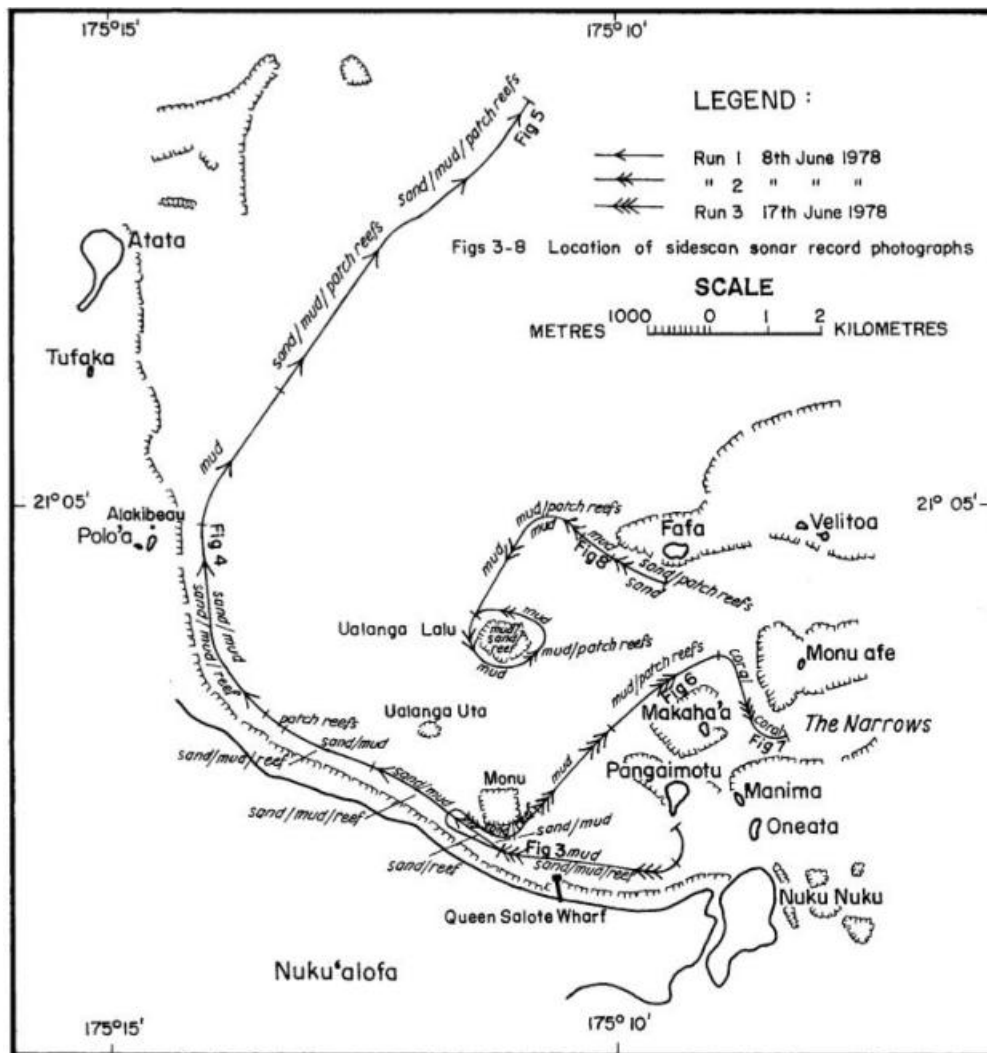 175°15'
175°10'
LEGEND :
Run 1 8th June 1978
" 2 " " "
Run 3 17th June 1978
Figs 3-8 Location of sidescan sonar record photographs
SCALE
METRES 1000 0 1 2 KILOMETRES
sand/mud/patch reefs
Fig 5
Atata
sand/mud/patch reefs
Tufaka
mud
21° 05'
21° 05'
Alakibeau
Polo'a
Fig 4
mud/patch reefs
mud
mud
Fig 8
mud
Fafa
Velitoa
sand/patch reefs
sand
sand/mud
sand/mud/reef
Ualanga Lalu
mud
mud/
sand
reef
mud/patch reefs
mud
mud/patch reefs
Fig 6
coral
Monu afe
Makaha'a
coral
Fig 7
The Narrows
patch reefs
Ualanga Uta
sand/mud
sand/mud/reef
mud
Pangaimotu
Manima
Monu
sand/mud
sand/mud/reef
sand/mud
Oneata
sand/reef
Fig 3 mud
sand/mud/reef
Nuku Nuku
Queen Salote Wharf
Nuku'alofa
175°15'
175°10'